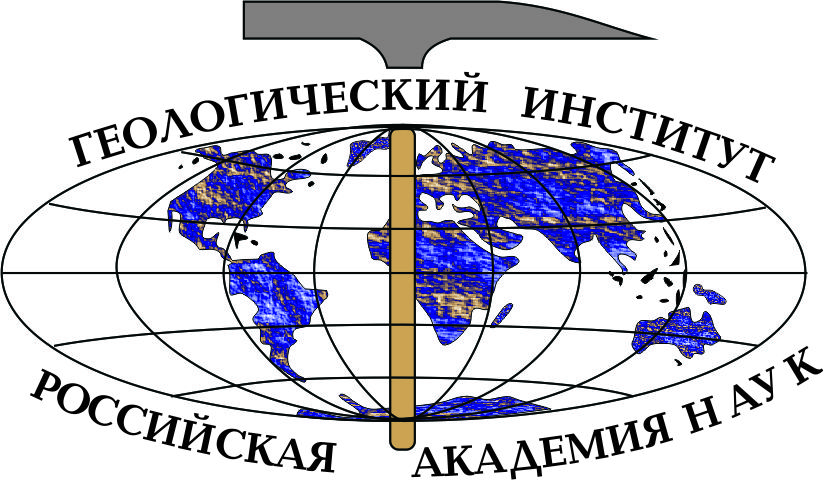 ГЕОЛОГИЧЕСКИЙ ИНСТИТУТ
РОССИЙСКАЯ АКАДЕМИЯ НАУК